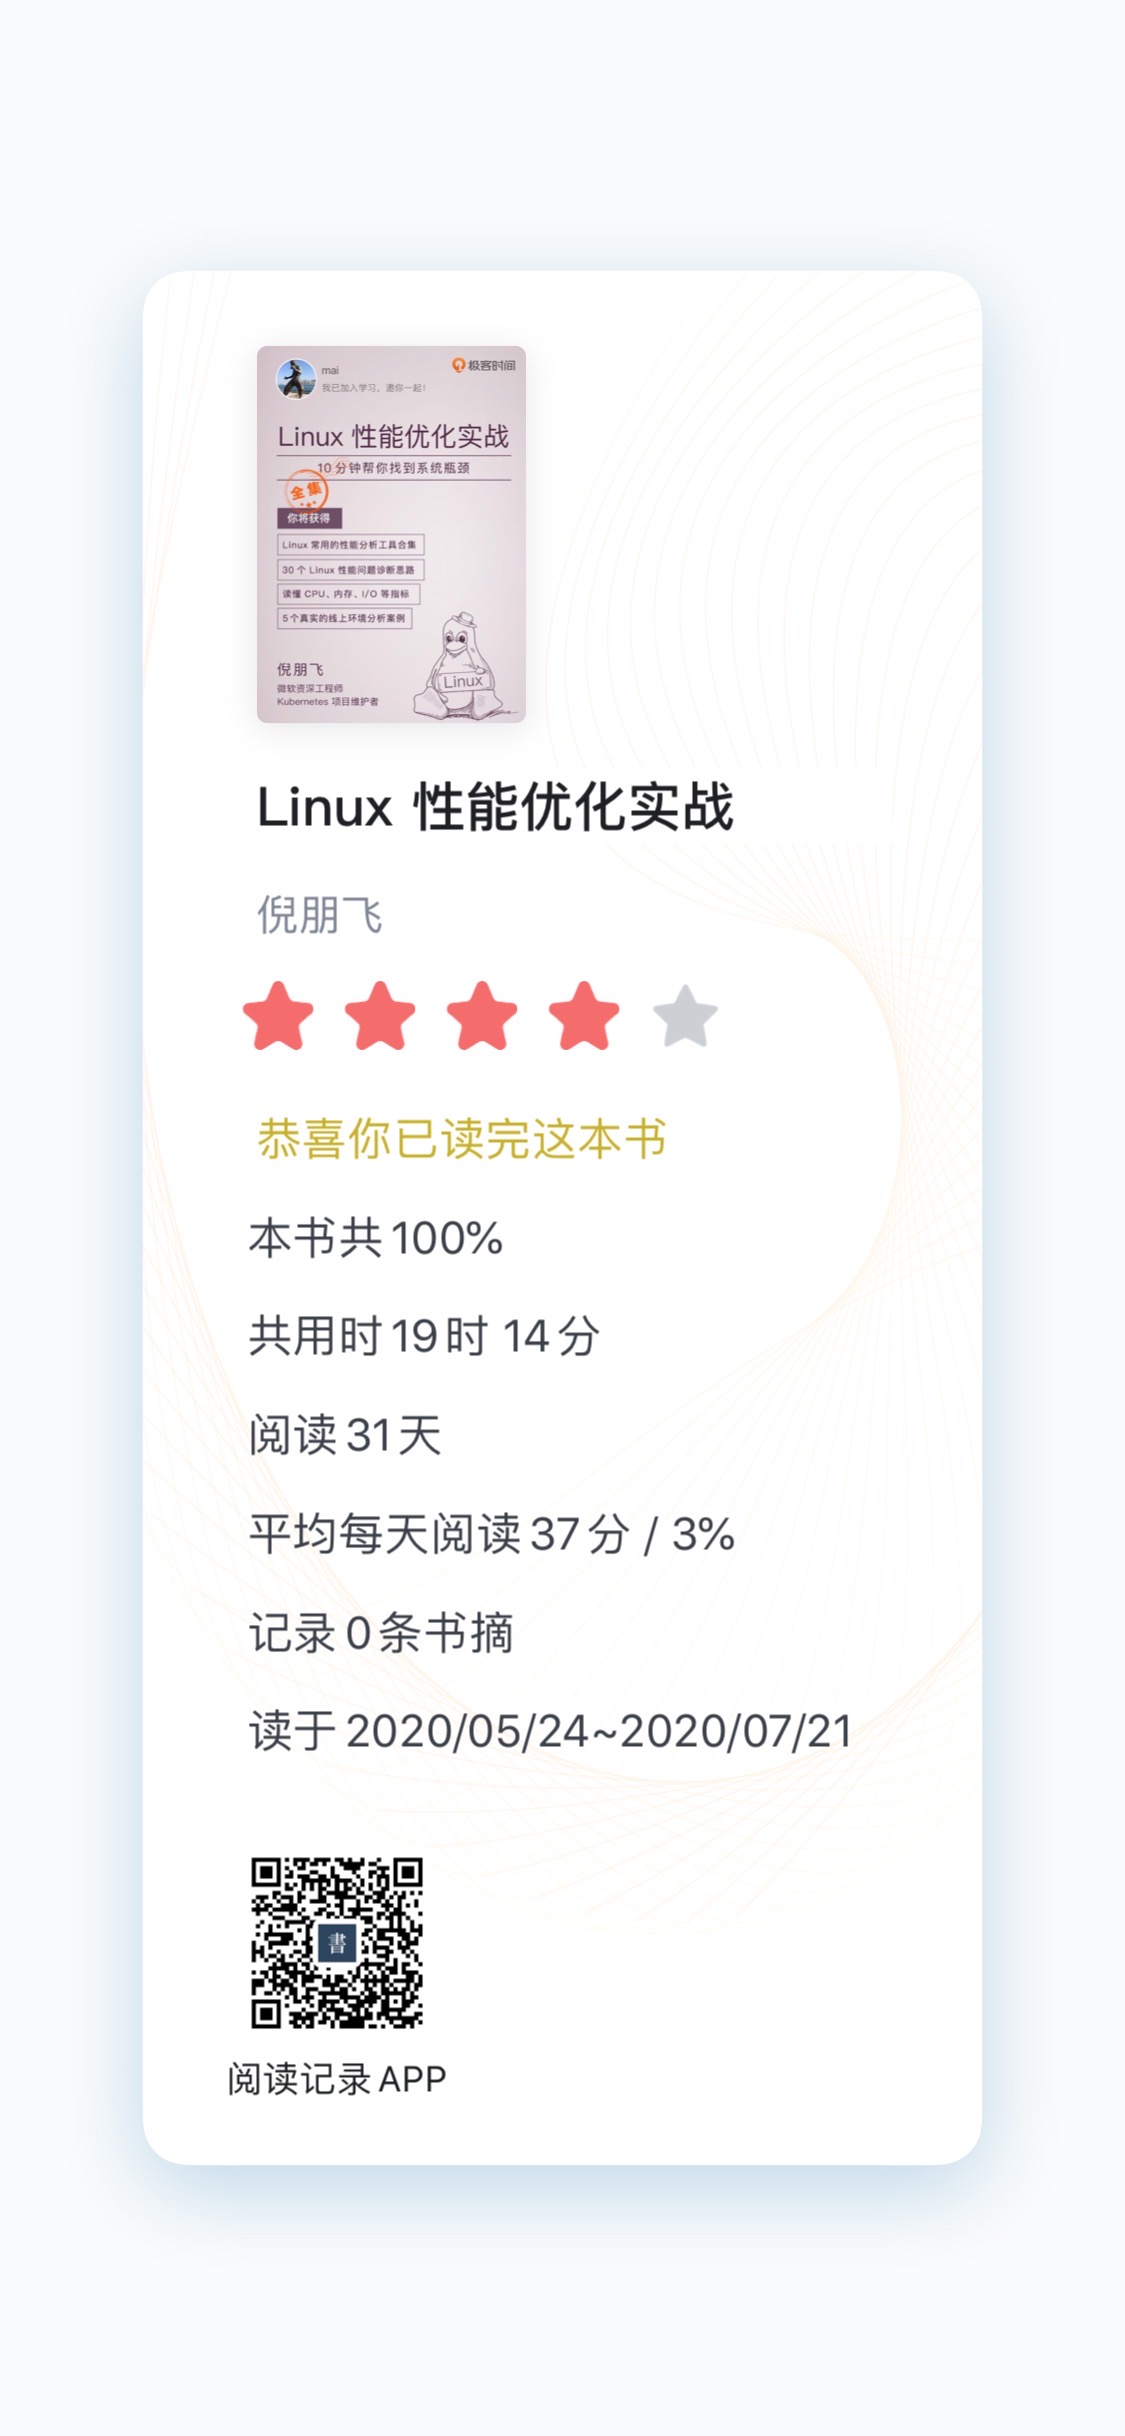 mai
极客时间
我已加入学习，邀你一起！
Linux 性能优化实战
10 分钟帮你找到系统瓶颈
全集
你将获得
Linux 常用的性能分析工具合集
30 个 Linux 性能问题诊断思路
读懂 CPU、内存、I/O 等指标
5个真实的线上环境分析案例
倪朋飞
微软资深工程师
Kubernetes 项目维护者
Linux
Linux 性能优化实战
倪朋飞
恭喜你已读完这本书
本书共 100%
共用时 19 时 14 分
阅读 31 天
平均每天阅读 37 分 / 3%
记录 0 条书摘
读于 2020/05/24~2020/07/21
書
阅读记录 APP